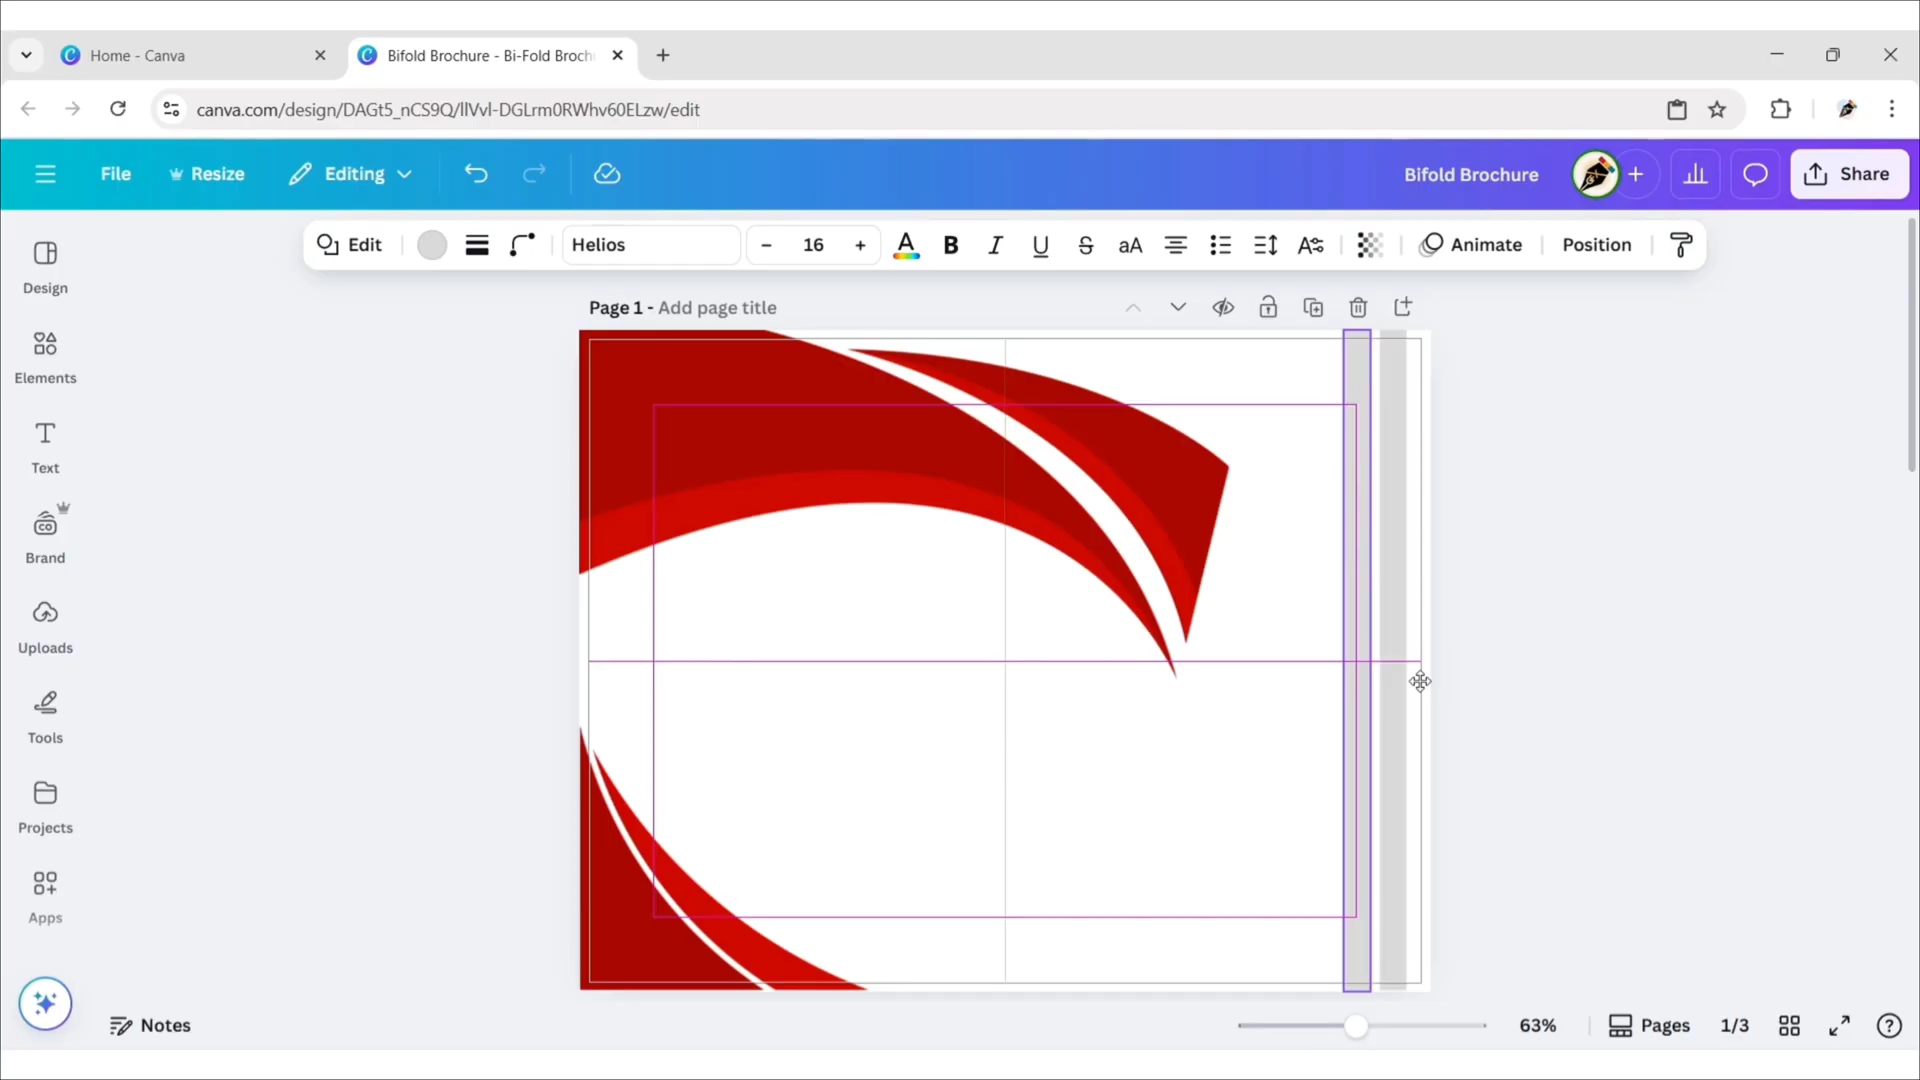 Home - Canva
Bifold Brochure - Bi-Fold Broch
canva.com/design/DAGt5_nCS9Q/llVvl-DGLrm0RWhv60ELzw/edit
File
Resize
Editing
Bifold Brochure
Share
Edit
Helios
16
B
I
U
S
aA
Animate
Position
Design
Elements
Text
Brand
Uploads
Tools
Projects
Apps
Page 1 - Add page title
Notes
63%
Pages
1/3